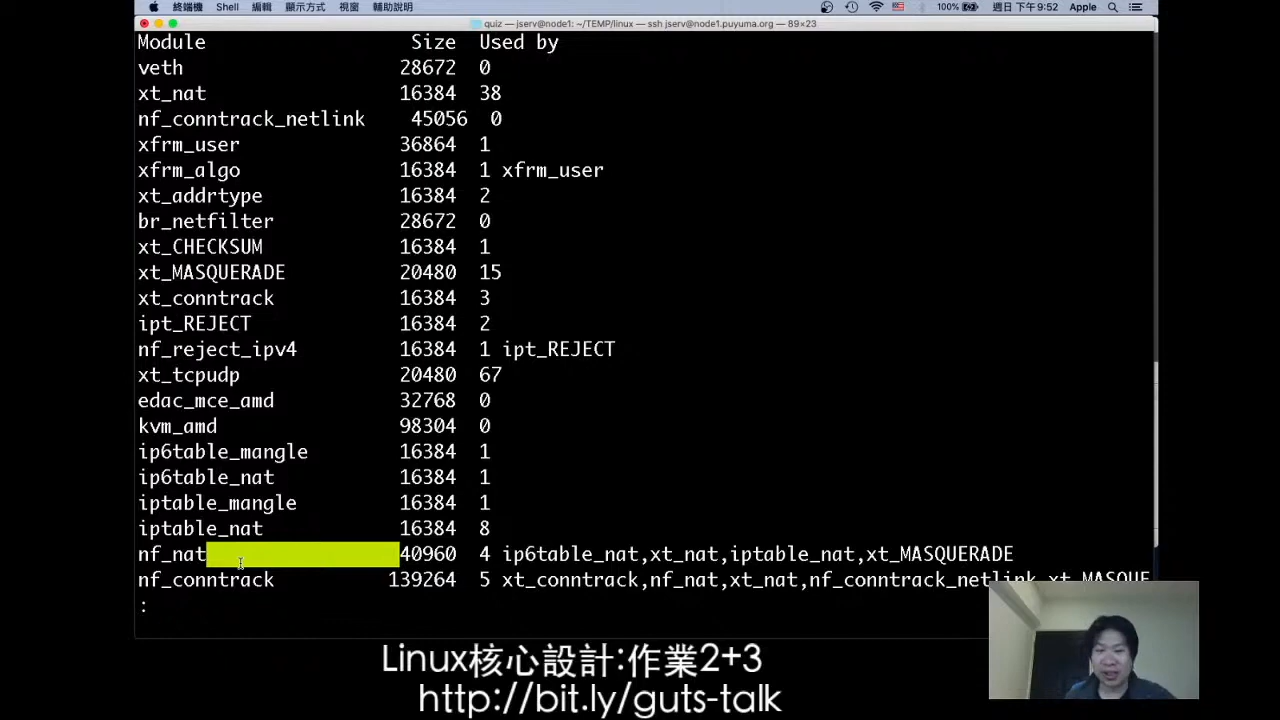 終端機 Shell 編輯 顯示方式 視窗 輔助說明 100% 週日 下午9:52 Apple
quiz — jserv@node1: ~/TEMP/linux — ssh jserv@node1.puyuma.org — 89×23
Module Size Used by
veth 28672 0
xt_nat 16384 38
nf_conntrack_netlink 45056 0
xfrm_user 36864 1
xfrm_algo 16384 1 xfrm_user
xt_addrtype 16384 2
br_netfilter 28672 0
xt_CHECKSUM 16384 1
xt_MASQUERADE 20480 15
xt_conntrack 16384 3
ipt_REJECT 16384 2
nf_reject_ipv4 16384 1 ipt_REJECT
xt_tcpudp 20480 67
edac_mce_amd 32768 0
kvm_amd 98304 0
ip6table_mangle 16384 1
ip6table_nat 16384 1
iptable_mangle 16384 1
iptable_nat 16384 8
nf_nat 40960 4 ip6table_nat,xt_nat,iptable_nat,xt_MASQUERADE
nf_conntrack 139264 5 xt_conntrack,nf_nat,xt_nat,nf_conntrack_netlink,xt_MASQUE
:
Linux核心設計:作業2+3
http://bit.ly/guts-talk